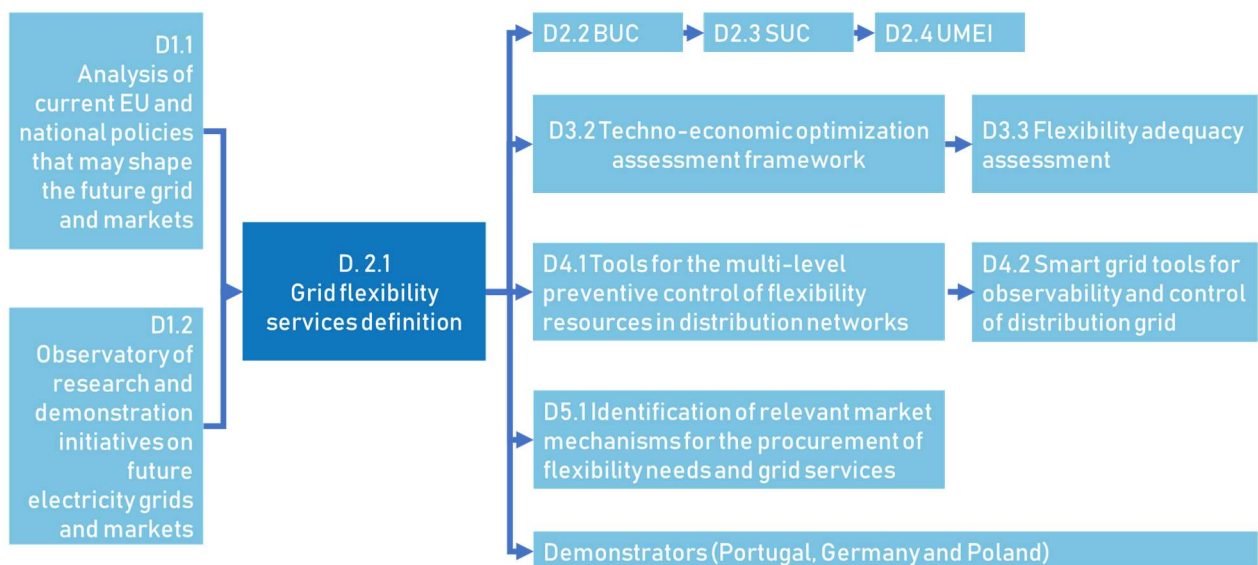 D1.1
Analysis of
current EU and
national policies
that may shape
the future grid
and markets
D1.2
Observatory of
research and
demonstration
initiatives on
future
electricity grids
and markets
D. 2.1
Grid flexibility
services definition
D2.2 BUC
D2.3 SUC
D2.4 UMEI
D3.2 Techno-economic optimization
assessment framework
D3.3 Flexibility adequacy
assessment
D4.1 Tools for the multi-level
preventive control of flexibility
resources in distribution networks
D4.2 Smart grid tools for
observability and control
of distribution grid
D5.1 Identification of relevant market
mechanisms for the procurement of
flexibility needs and grid services
Demonstrators (Portugal, Germany and Poland)